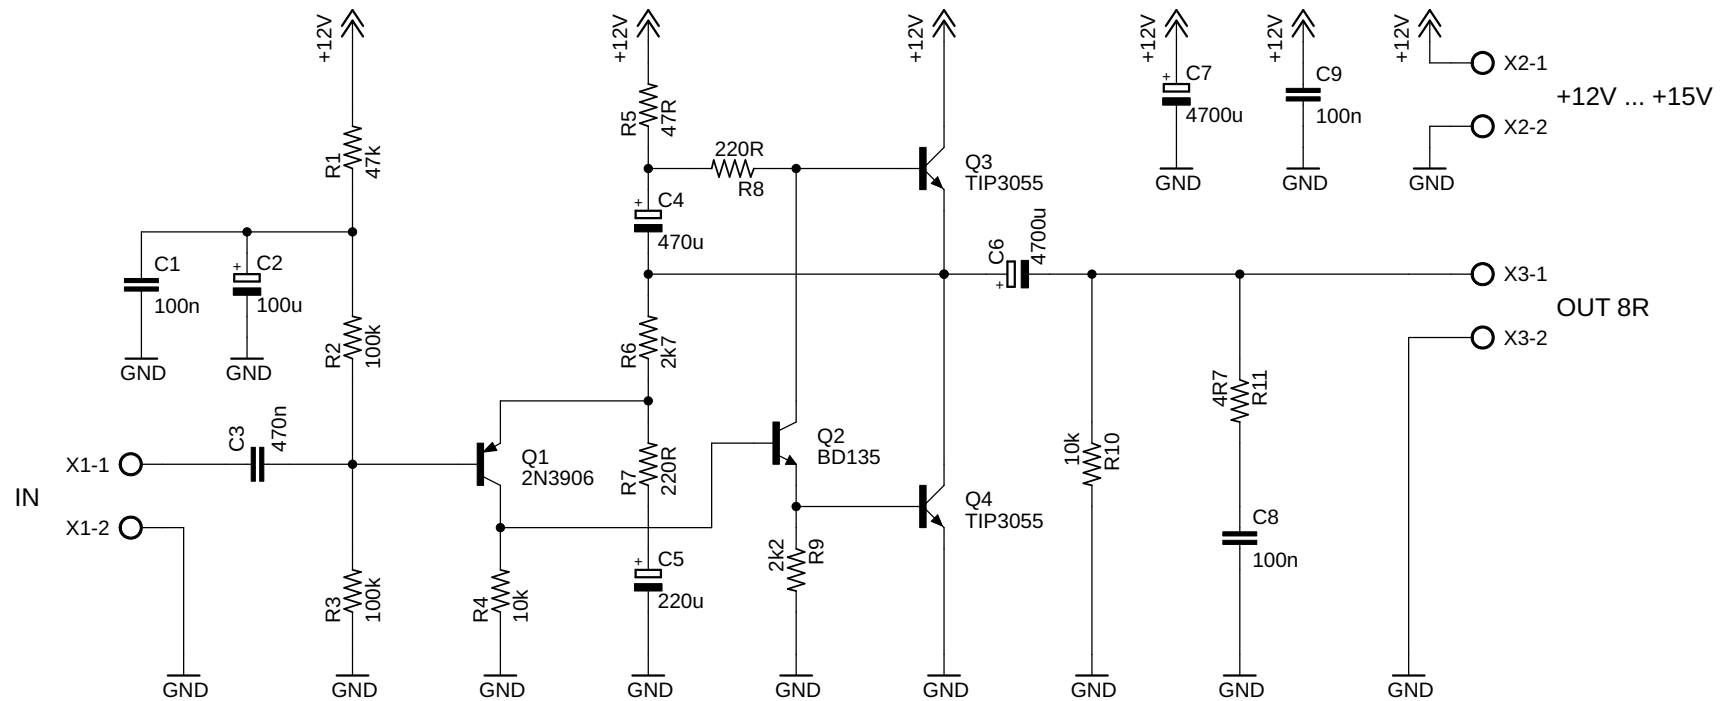 +12V
+12V
+12V
+12V
+12V
+12V
X2-1
X2-2
+12V ... +15V
C7
4700u
C9
100n
GND
GND
GND
R5
47R
220R
R8
Q3
TIP3055
R1
47k
+
C4
470u
C6
4700u
+
X3-1
OUT 8R
X3-2
C1
100n
+
C2
100u
GND
GND
R2
100k
R6
2k7
4R7
R11
C3
470n
X1-1
IN
X1-2
Q1
2N3906
R7
220R
Q2
BD135
10k
R10
Q4
TIP3055
C8
100n
R3
100k
R4
10k
+
C5
220u
2k2
R9
+
GND
GND
GND
GND
GND
GND
GND
GND
GND